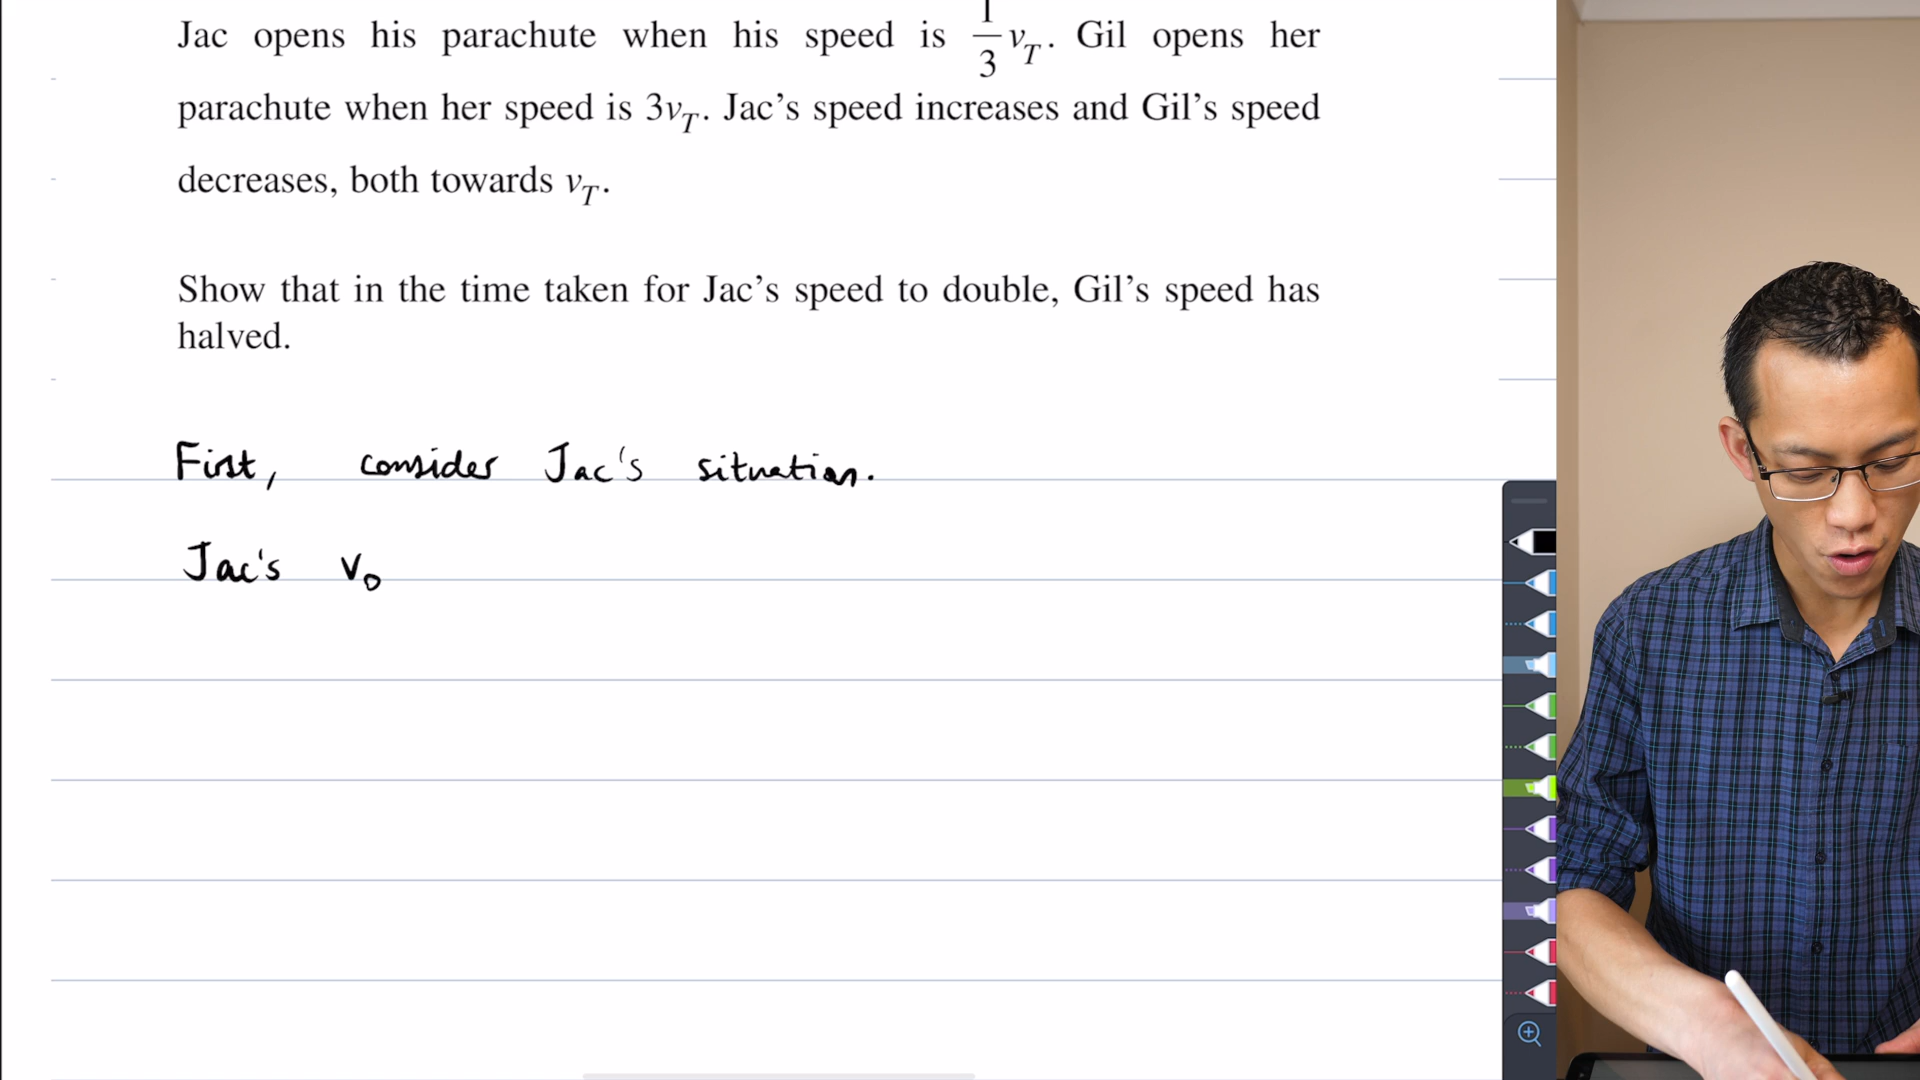 Jac opens his parachute when his speed is 1/3 v_T. Gil opens her
parachute when her speed is 3v_T. Jac’s speed increases and Gil’s speed
decreases, both towards v_T.
Show that in the time taken for Jac’s speed to double, Gil’s speed has
halved.
First, consider Jac's situation.
Jac's v_0